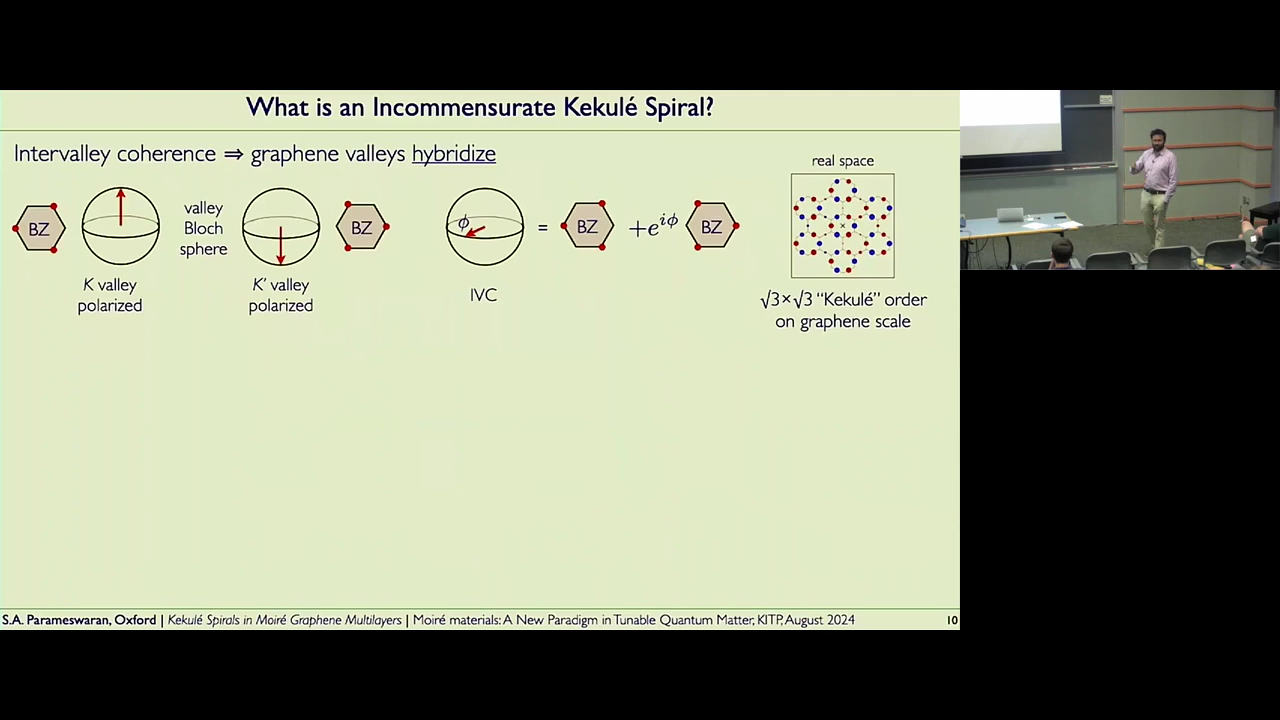 What is an Incommensurate Kekulé Spiral?
Intervalley coherence ⇒ graphene valleys hybridize
real space
BZ
valley
Bloch
sphere
BZ
ϕ
=
BZ
+e^{iϕ}
BZ
K valley
polarized
K′ valley
polarized
IVC
√3×√3 “Kekulé” order
on graphene scale
S.A. Parameswaran, Oxford | Kekulé Spirals in Moiré Graphene Multilayers | Moiré materials: A New Paradigm in Tunable Quantum Matter, KITP, August 2024
10